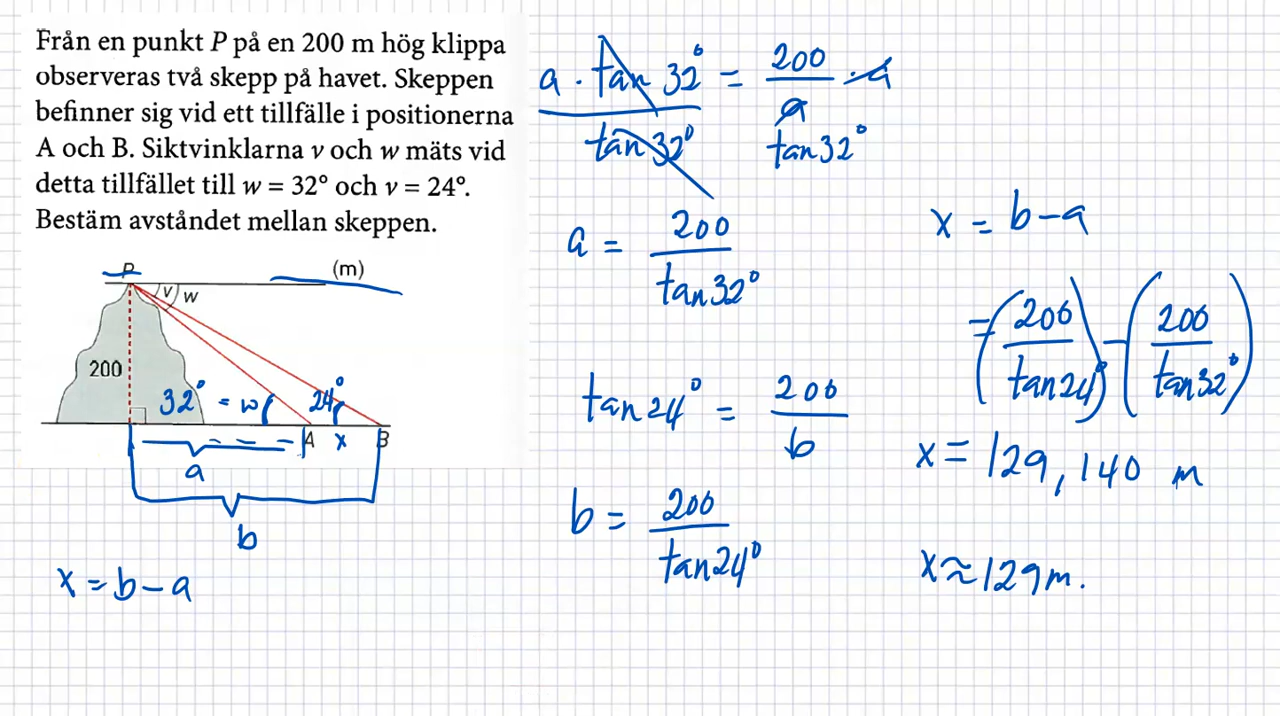 Från en punkt P på en 200 m hög klippa
observeras två skepp på havet. Skeppen
befinner sig vid ett tillfälle i positionerna
A och B. Siktvinklarna v och w mäts vid
detta tillfället till w = 32° och v = 24°.
Bestäm avståndet mellan skeppen.
P
(m)
v w
200
32° = w
24°
A x B
a
b
x = b - a
a · tan 32° = 200/a · a
tan 32° tan 32°
a = 200/tan 32°
tan 24° = 200/b
b = 200/tan 24°
x = b - a
= (200/tan 24°) - (200/tan 32°)
x = 129,140 m
x ≈ 129 m.